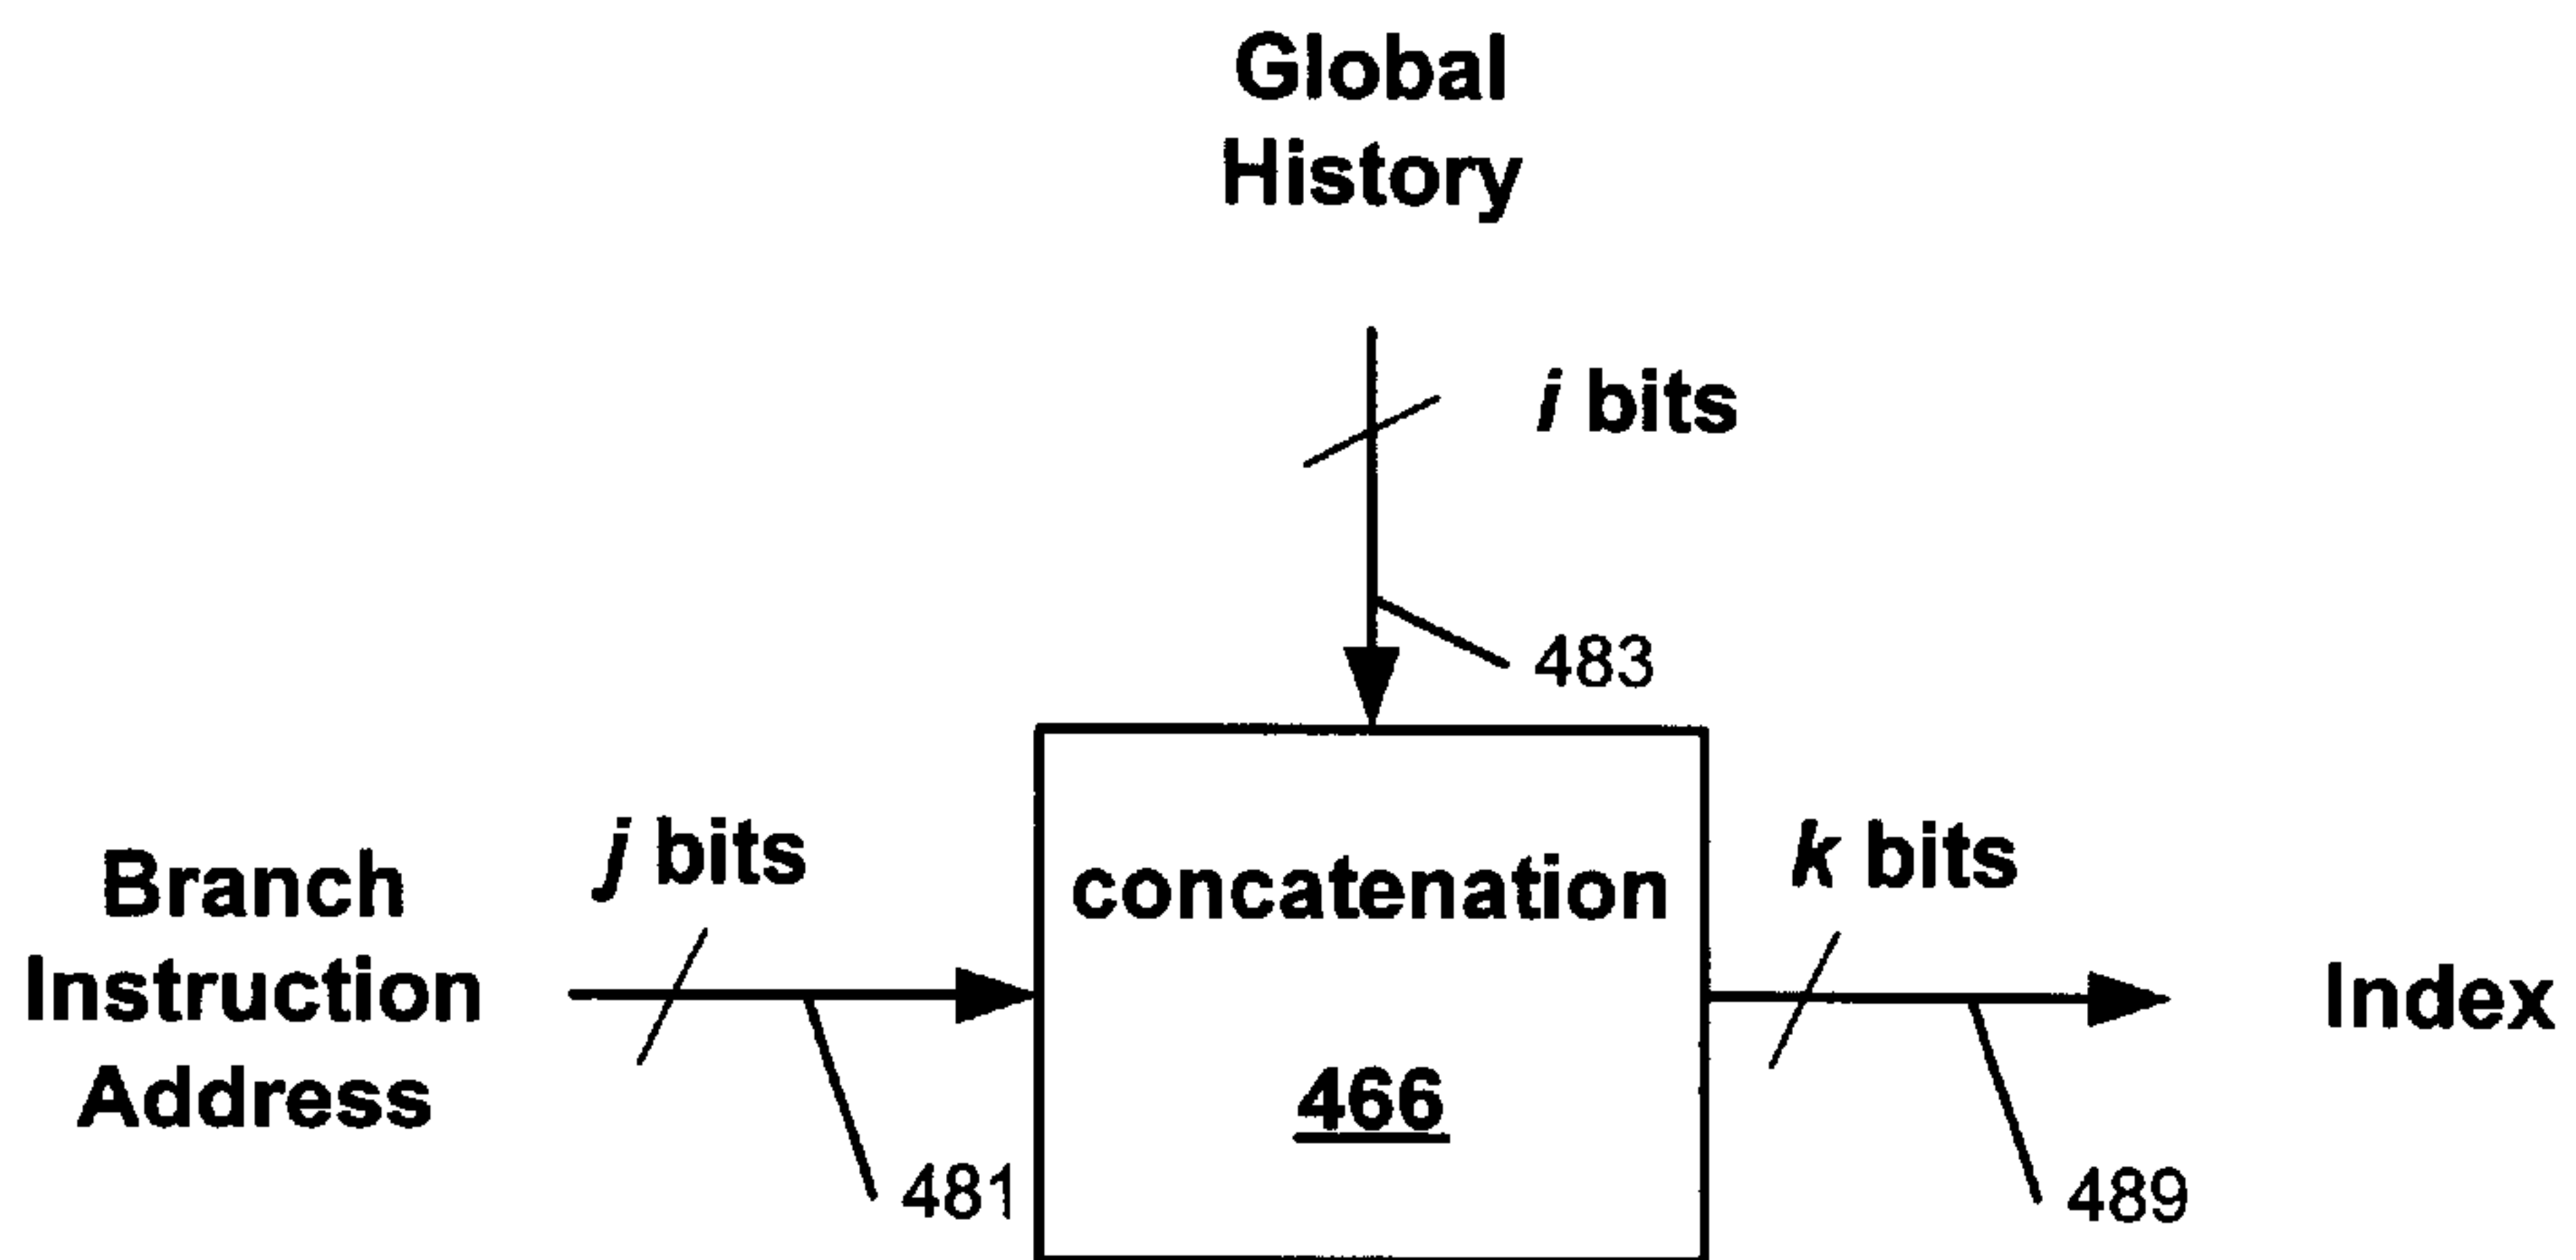 Global
History
i bits
483
j bits
Branch
Instruction
Address
481
concatenation
466
k bits
Index
489